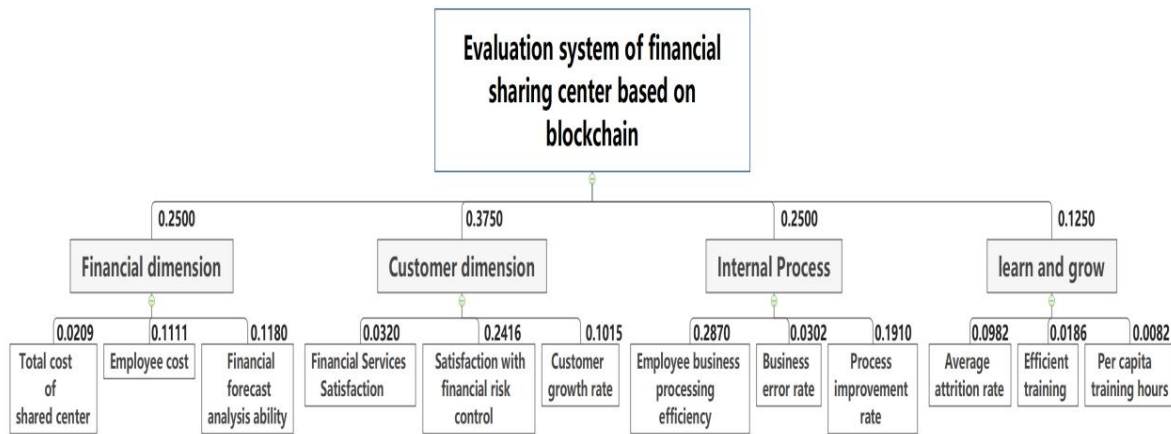 Evaluation system of financial
sharing center based on
blockchain
0.2500
0.3750
0.2500
0.1250
Financial dimension
Customer dimension
Internal Process
learn and grow
0.0209
0.1111
0.1180
0.0320
0.2416
0.1015
0.2870
0.0302
0.1910
0.0982
0.0186
0.0082
Total cost
of
shared center
Employee cost
Financial
forecast
analysis ability
Financial Services
Satisfaction
Satisfaction with
financial risk
control
Customer
growth rate
Employee business
processing
efficiency
Business
error rate
Process
improvement
rate
Average
attrition rate
Efficient
training
Per capita
training hours